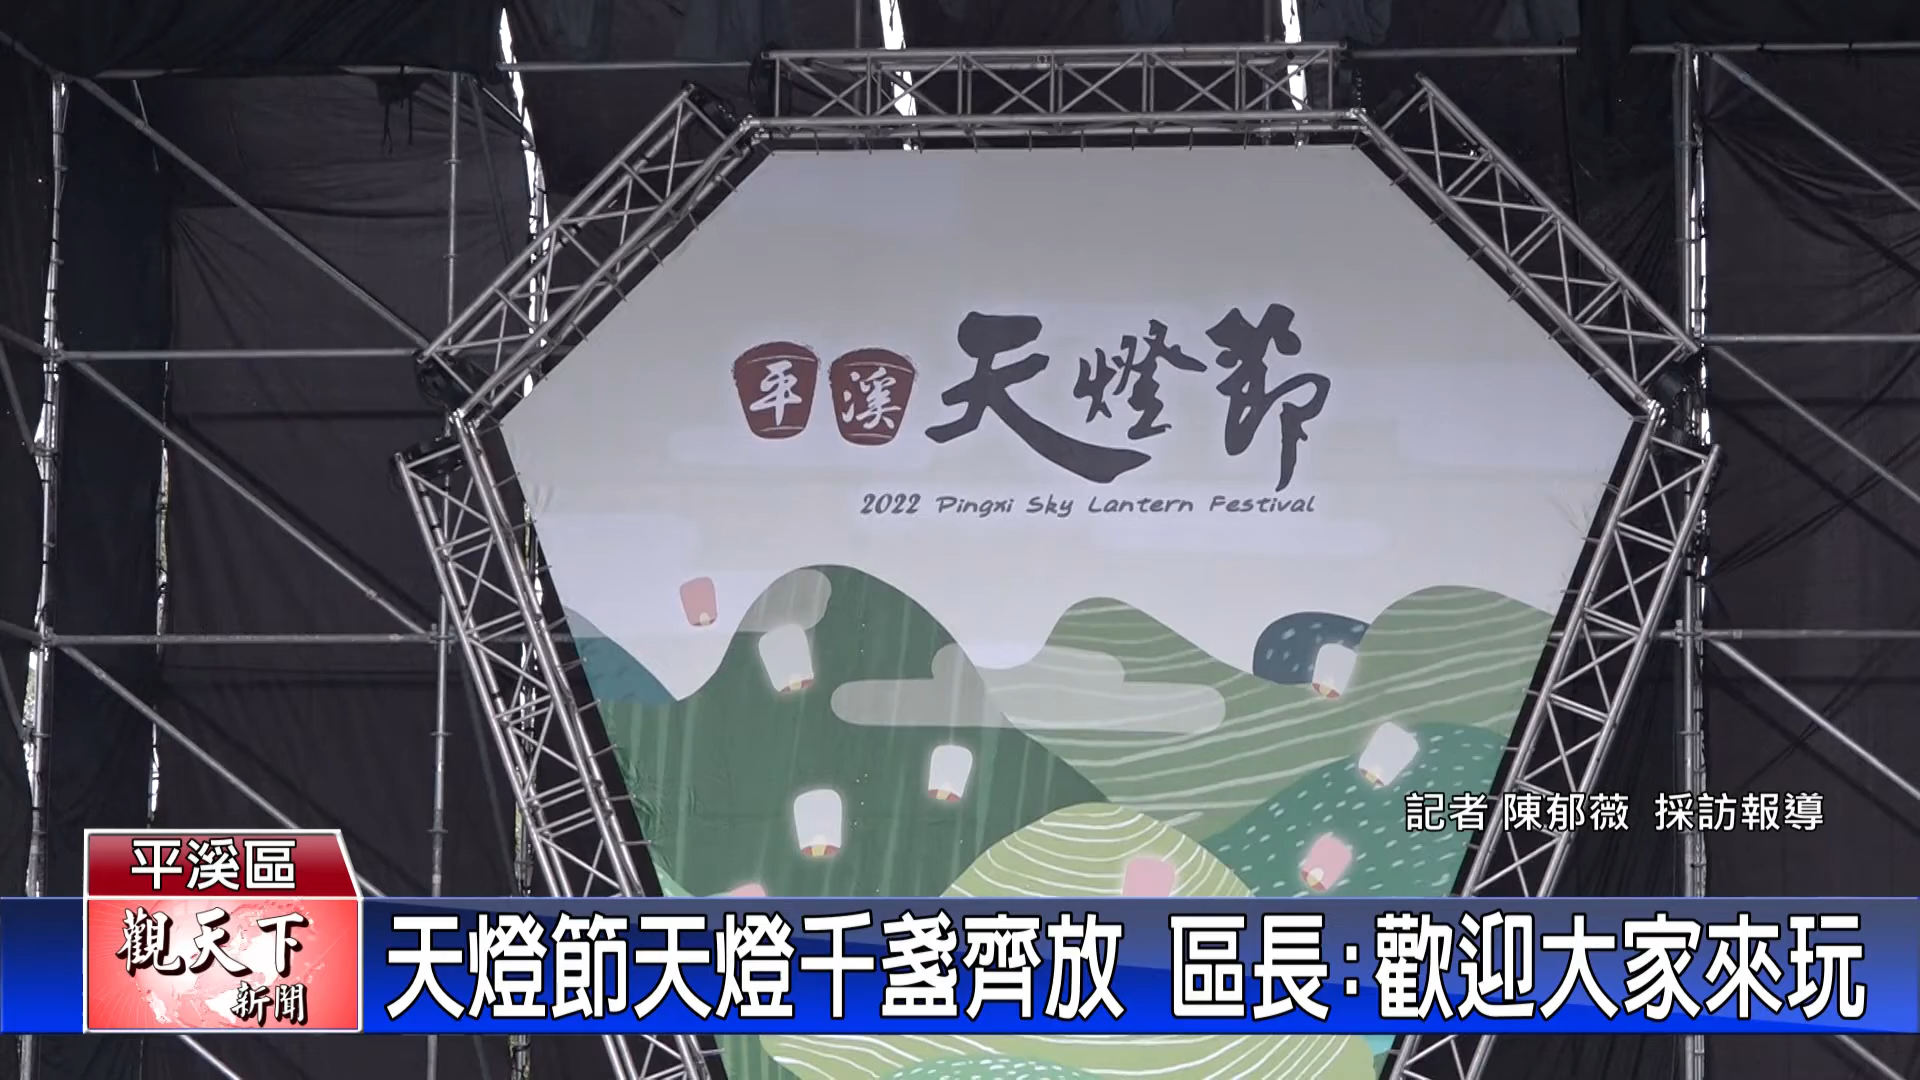 平溪天燈節
2022 Pingxi Sky Lantern Festival
記者 陳郁薇 採訪報導
平溪區
觀天下
新聞
天燈節天燈千盞齊放 區長:歡迎大家來玩